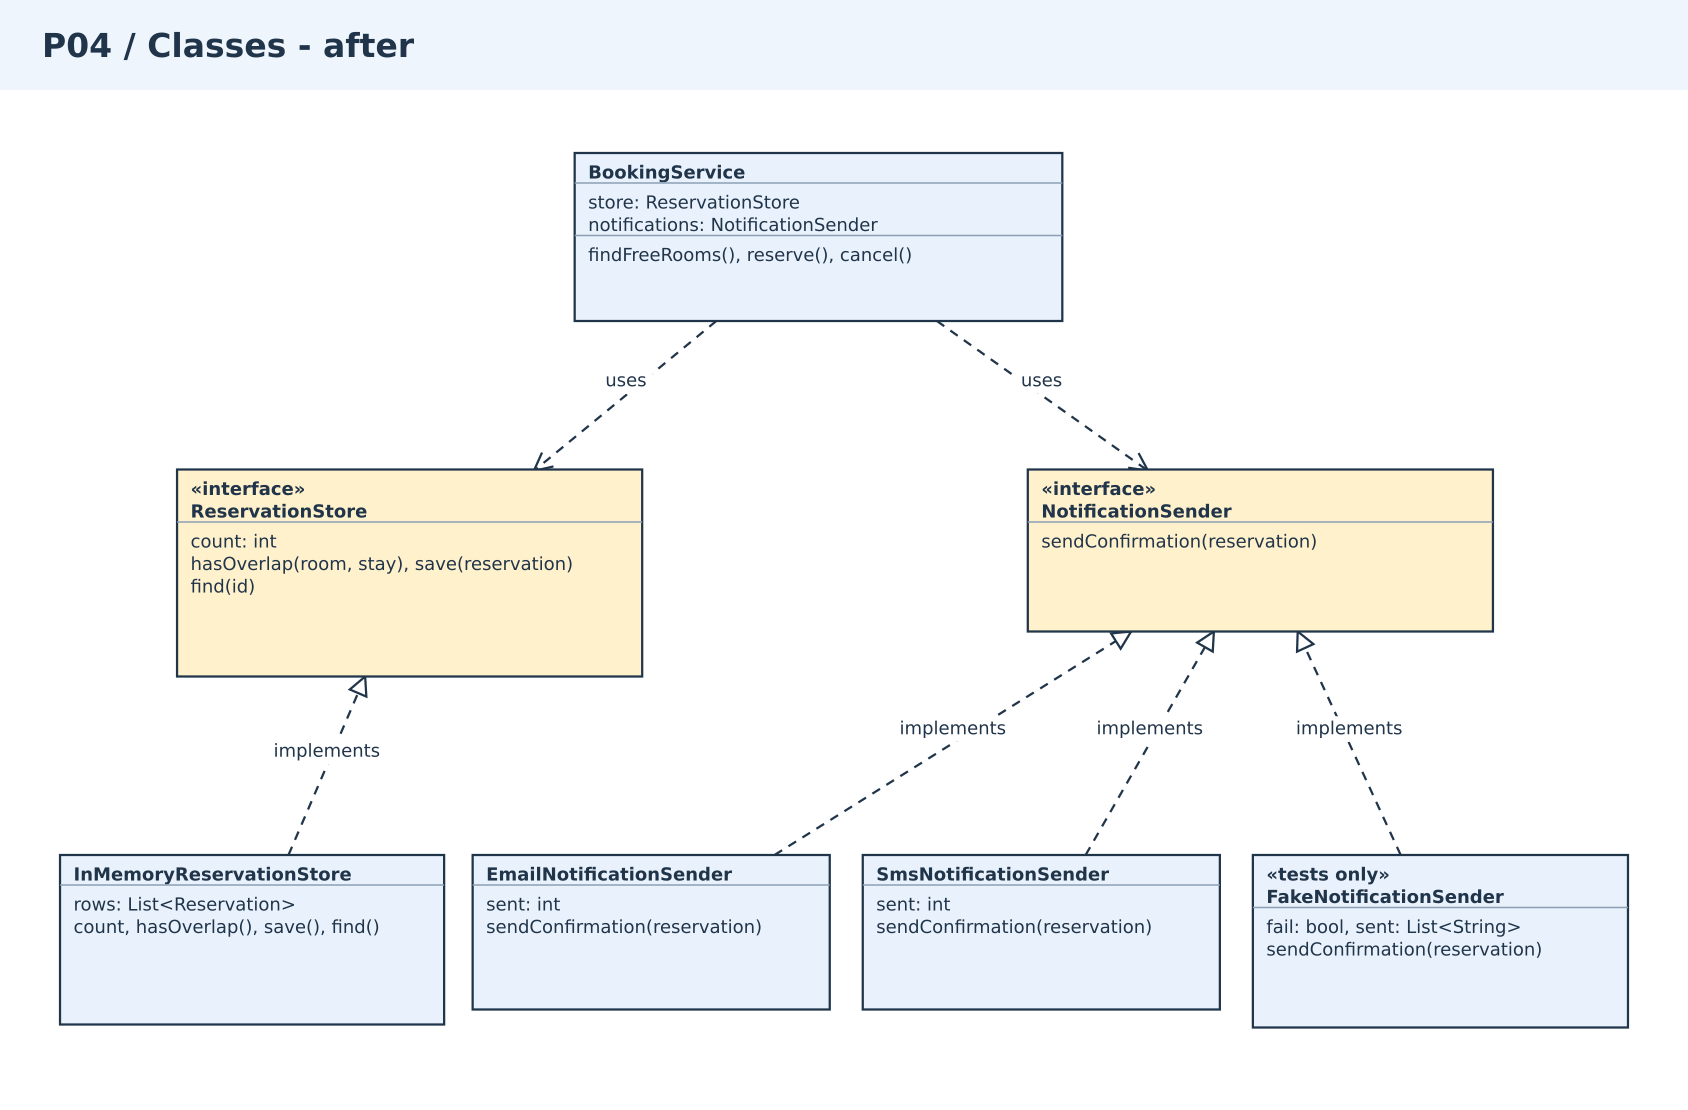 P04 / Classes - after
BookingService
store: ReservationStore
notifications: NotificationSender
findFreeRooms(), reserve(), cancel()
uses
uses
«interface»
ReservationStore
count: int
hasOverlap(room, stay), save(reservation)
find(id)
«interface»
NotificationSender
sendConfirmation(reservation)
implements
implements
implements
implements
InMemoryReservationStore
rows: List<Reservation>
count, hasOverlap(), save(), find()
EmailNotificationSender
sent: int
sendConfirmation(reservation)
SmsNotificationSender
sent: int
sendConfirmation(reservation)
«tests only»
FakeNotificationSender
fail: bool, sent: List<String>
sendConfirmation(reservation)